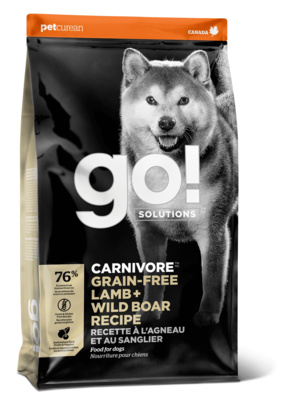 petcurean
CANADA
go!
SOLUTIONS
76%
CARNIVORE™
GRAIN-FREE
LAMB+
WILD BOAR
RECIPE
RECETTE À L'AGNEAU
ET AU SANGLIER
Food for dogs
Nourriture pour chiens